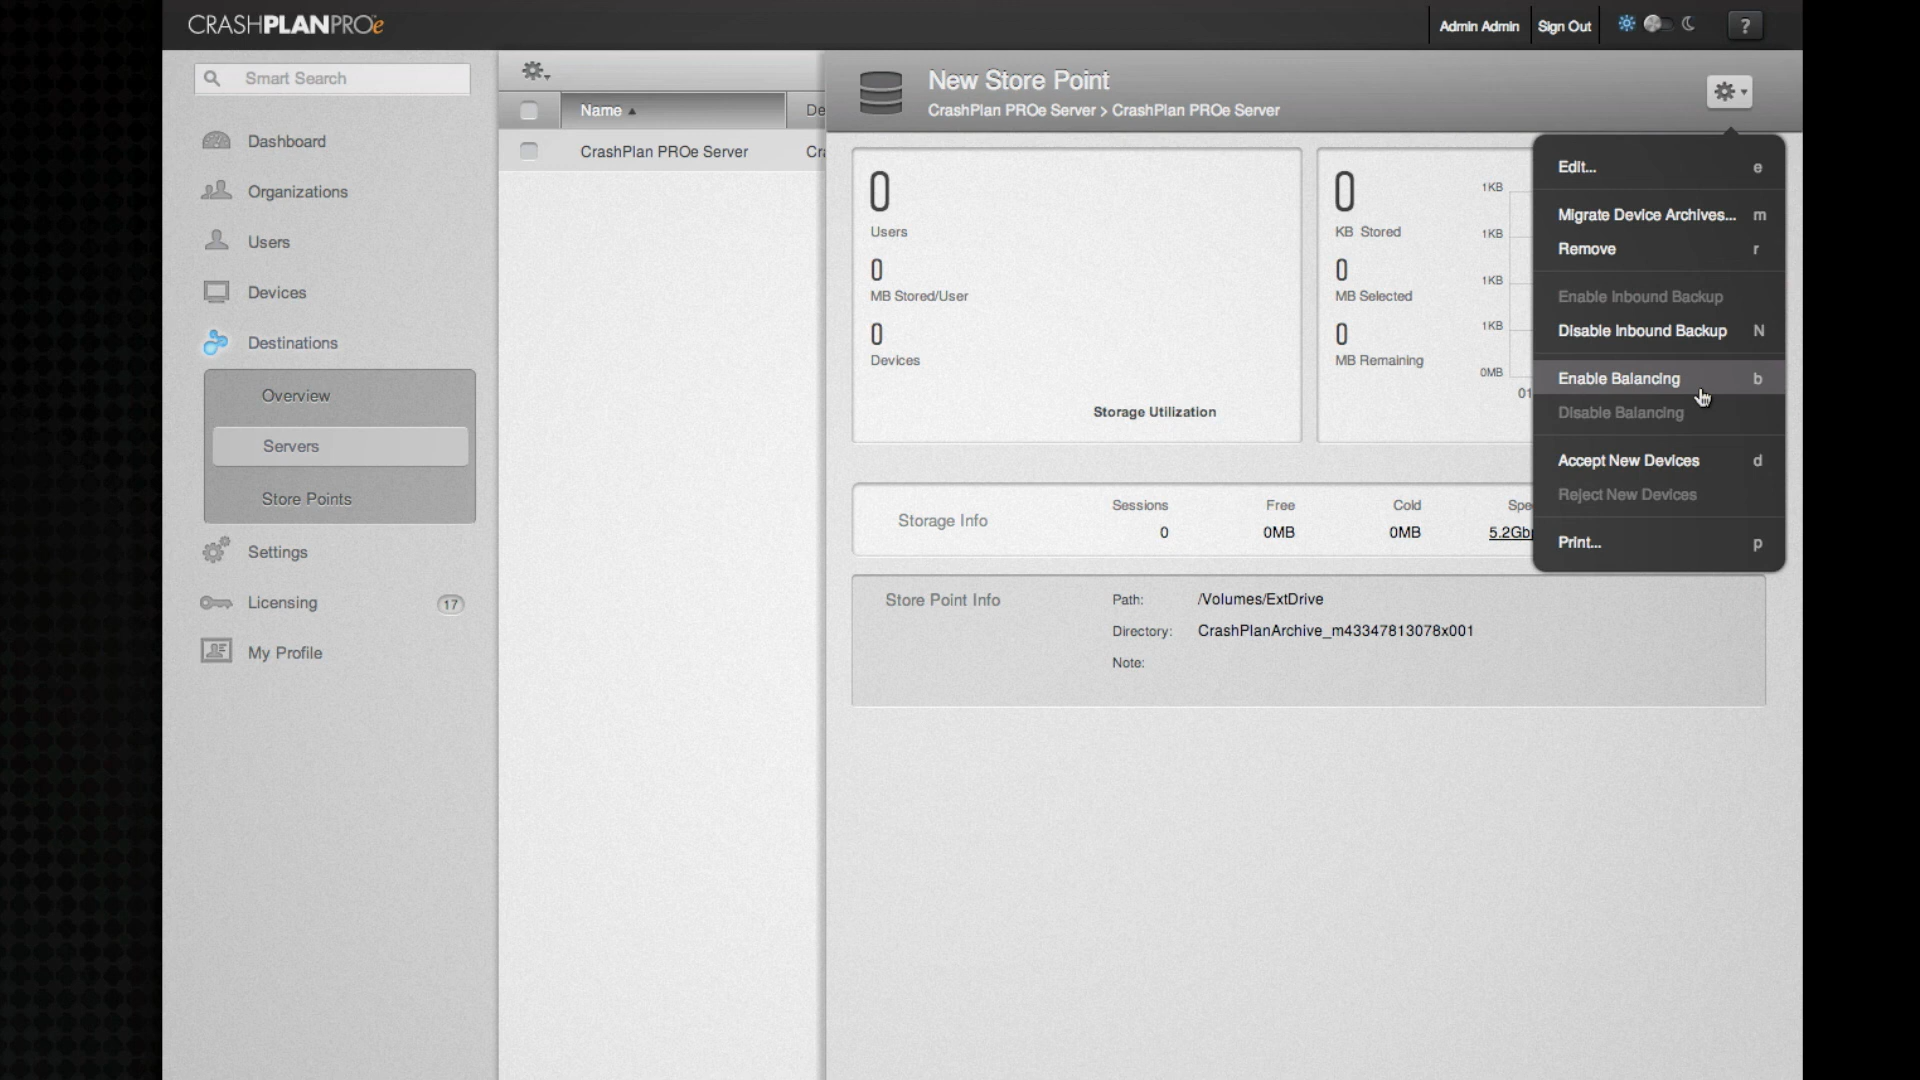 CRASHPLANPROe
Admin Admin
Sign Out
?
Smart Search
Dashboard
Organizations
Users
Devices
Destinations
Overview
Servers
Store Points
Settings
Licensing 17
My Profile
Name
CrashPlan PROe Server
New Store Point
CrashPlan PROe Server > CrashPlan PROe Server
0
Users
0
MB Stored/User
0
Devices
Storage Utilization
0
KB Stored
0
MB Selected
0
MB Remaining
1KB
1KB
1KB
1KB
0MB
01
Edit... e
Migrate Device Archives... m
Remove r
Enable Inbound Backup
Disable Inbound Backup N
Enable Balancing b
Disable Balancing
Accept New Devices d
Reject New Devices
Print... p
Storage Info
Sessions Free Cold
0 0MB 0MB
Store Point Info
Path: /Volumes/ExtDrive
Directory: CrashPlanArchive_m43347813078x001
Note: